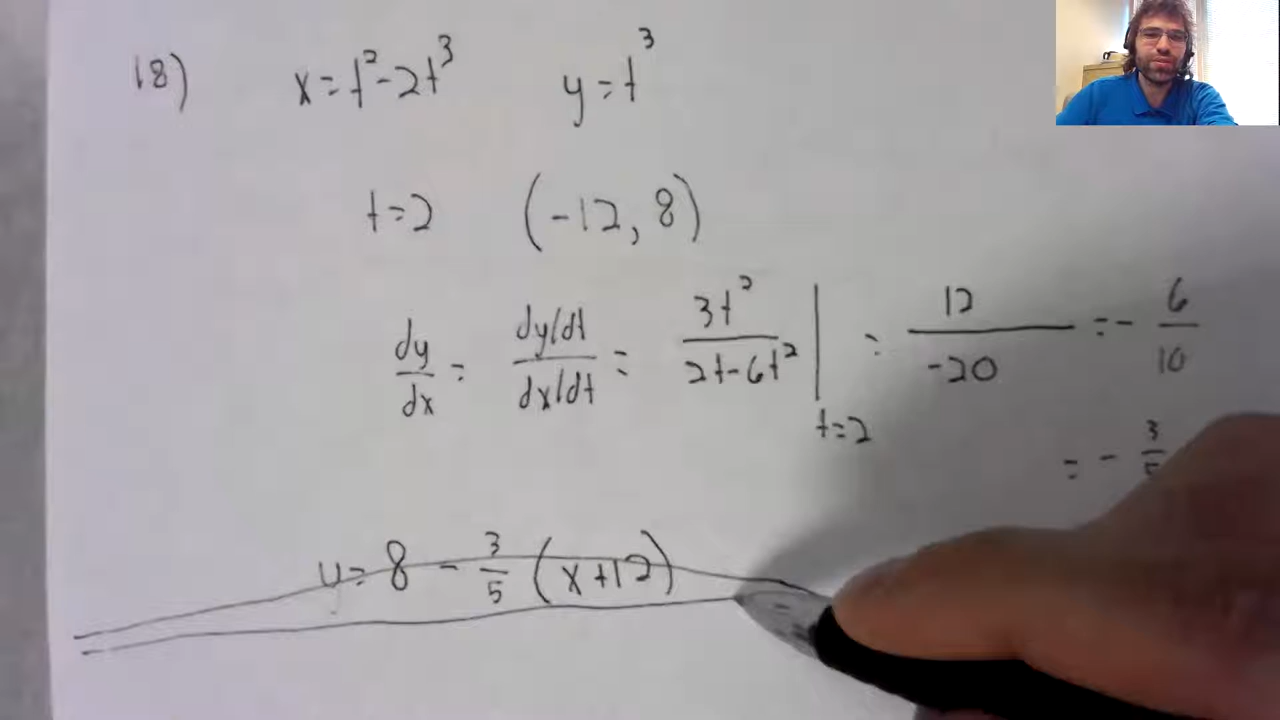 18) x = t² - 2t³ y = t³
t = 2 (-12, 8)
dy/dx = (dy/dt)/(dx/dt) = 3t²/(2t - 6t²) |t=2 = 12/-20 = - 6/10
= - 3/5
y = 8 - 3/5 (x + 12)